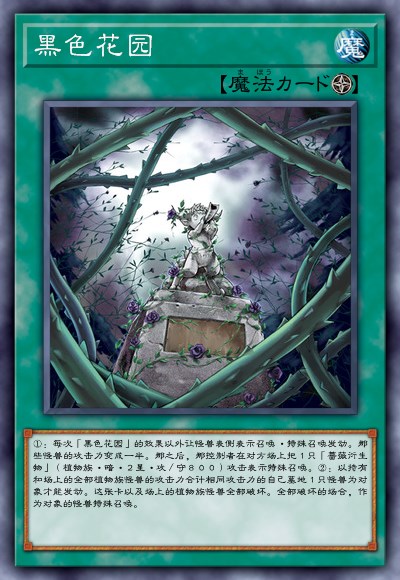 黑色花园
魔
【魔法カード】
まほう
①：每次「黑色花园」的效果以外让怪兽表侧表示召唤·特殊召唤发动。那
些怪兽的攻击力变成一半。那之后，那控制者在对方场上把1只「蔷薇衍生
物」（植物族·暗·2星·攻／守800）攻击表示特殊召唤。②：以持有
和场上的全部植物族怪兽的攻击力合计相同攻击力的自己墓地1只怪兽为对
象才能发动。这张卡以及场上的植物族怪兽全部破坏。全部破坏的场合，作
为对象的怪兽特殊召唤。